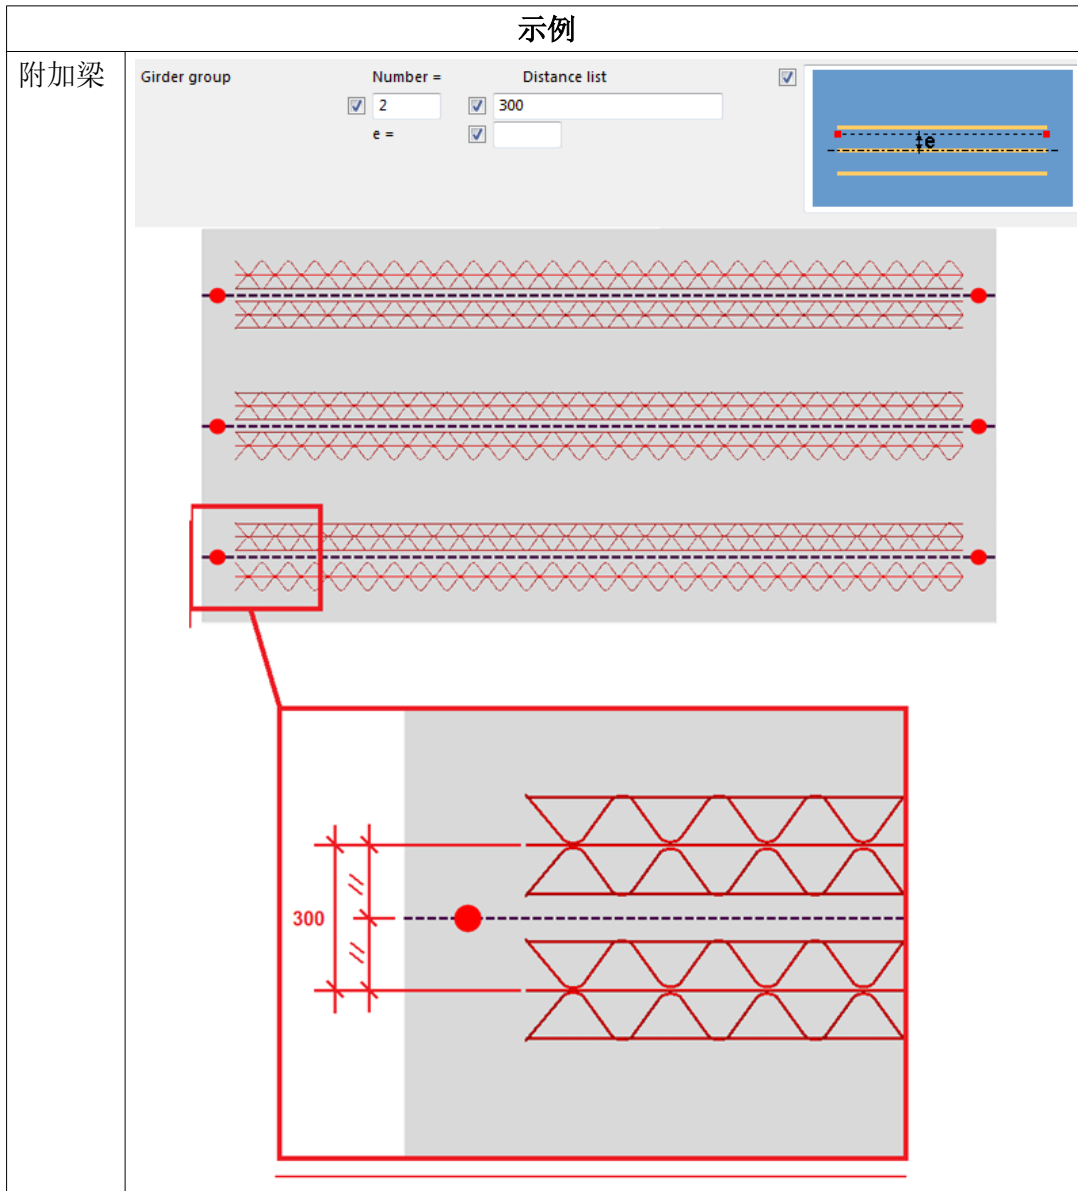 示例
附加梁
Girder group Number = Distance list
2 300
e =
e
300